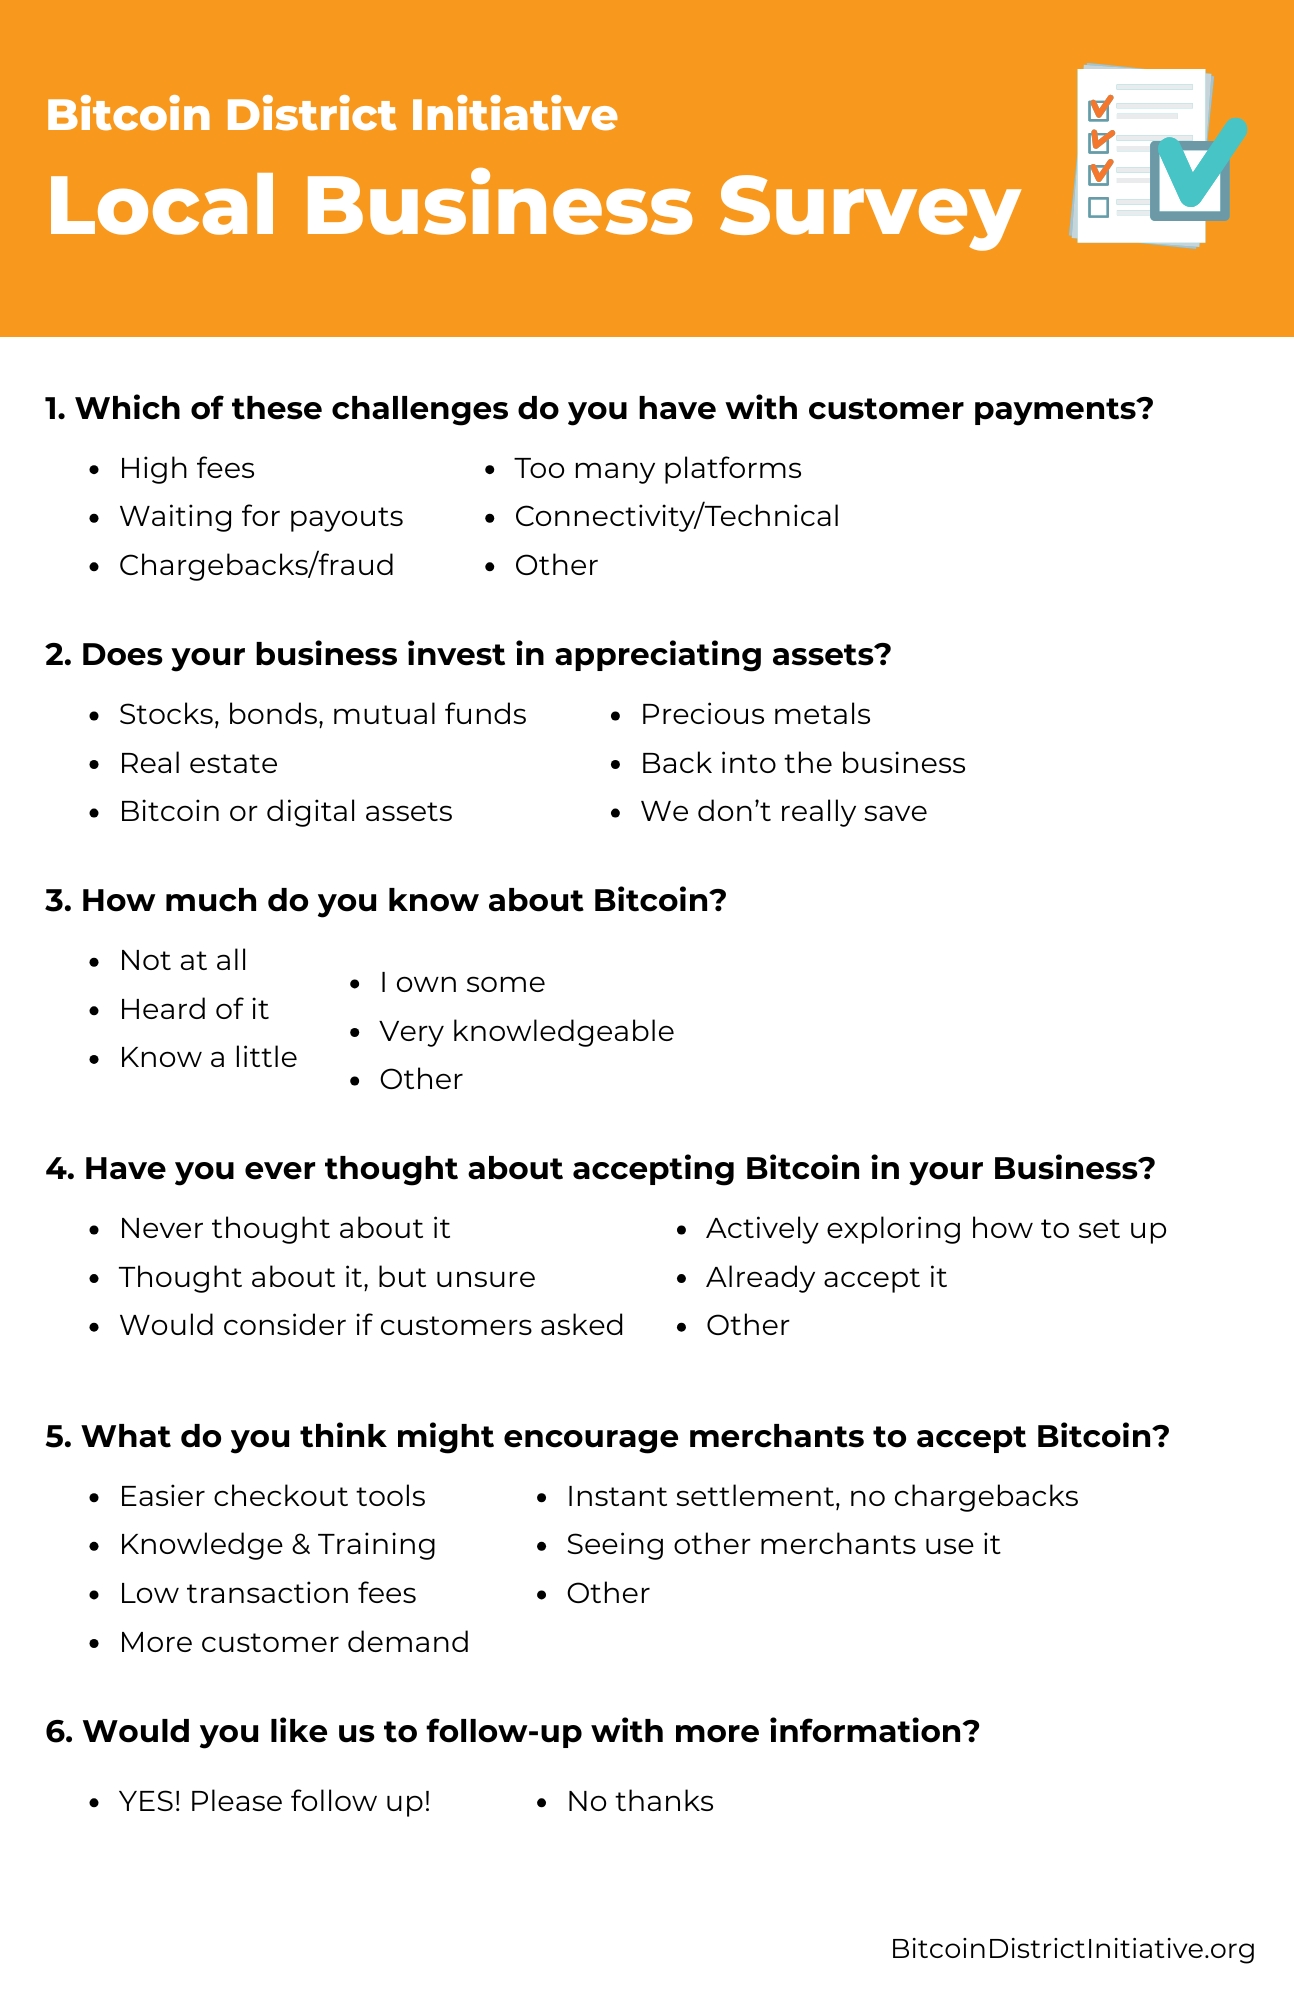 Bitcoin District Initiative
Local Business Survey
1. Which of these challenges do you have with customer payments?
• High fees
• Waiting for payouts
• Chargebacks/fraud
• Too many platforms
• Connectivity/Technical
• Other
2. Does your business invest in appreciating assets?
• Stocks, bonds, mutual funds
• Real estate
• Bitcoin or digital assets
• Precious metals
• Back into the business
• We don’t really save
3. How much do you know about Bitcoin?
• Not at all
• Heard of it
• Know a little
• I own some
• Very knowledgeable
• Other
4. Have you ever thought about accepting Bitcoin in your Business?
• Never thought about it
• Thought about it, but unsure
• Would consider if customers asked
• Actively exploring how to set up
• Already accept it
• Other
5. What do you think might encourage merchants to accept Bitcoin?
• Easier checkout tools
• Knowledge & Training
• Low transaction fees
• More customer demand
• Instant settlement, no chargebacks
• Seeing other merchants use it
• Other
6. Would you like us to follow-up with more information?
• YES! Please follow up!
• No thanks
BitcoinDistrictInitiative.org